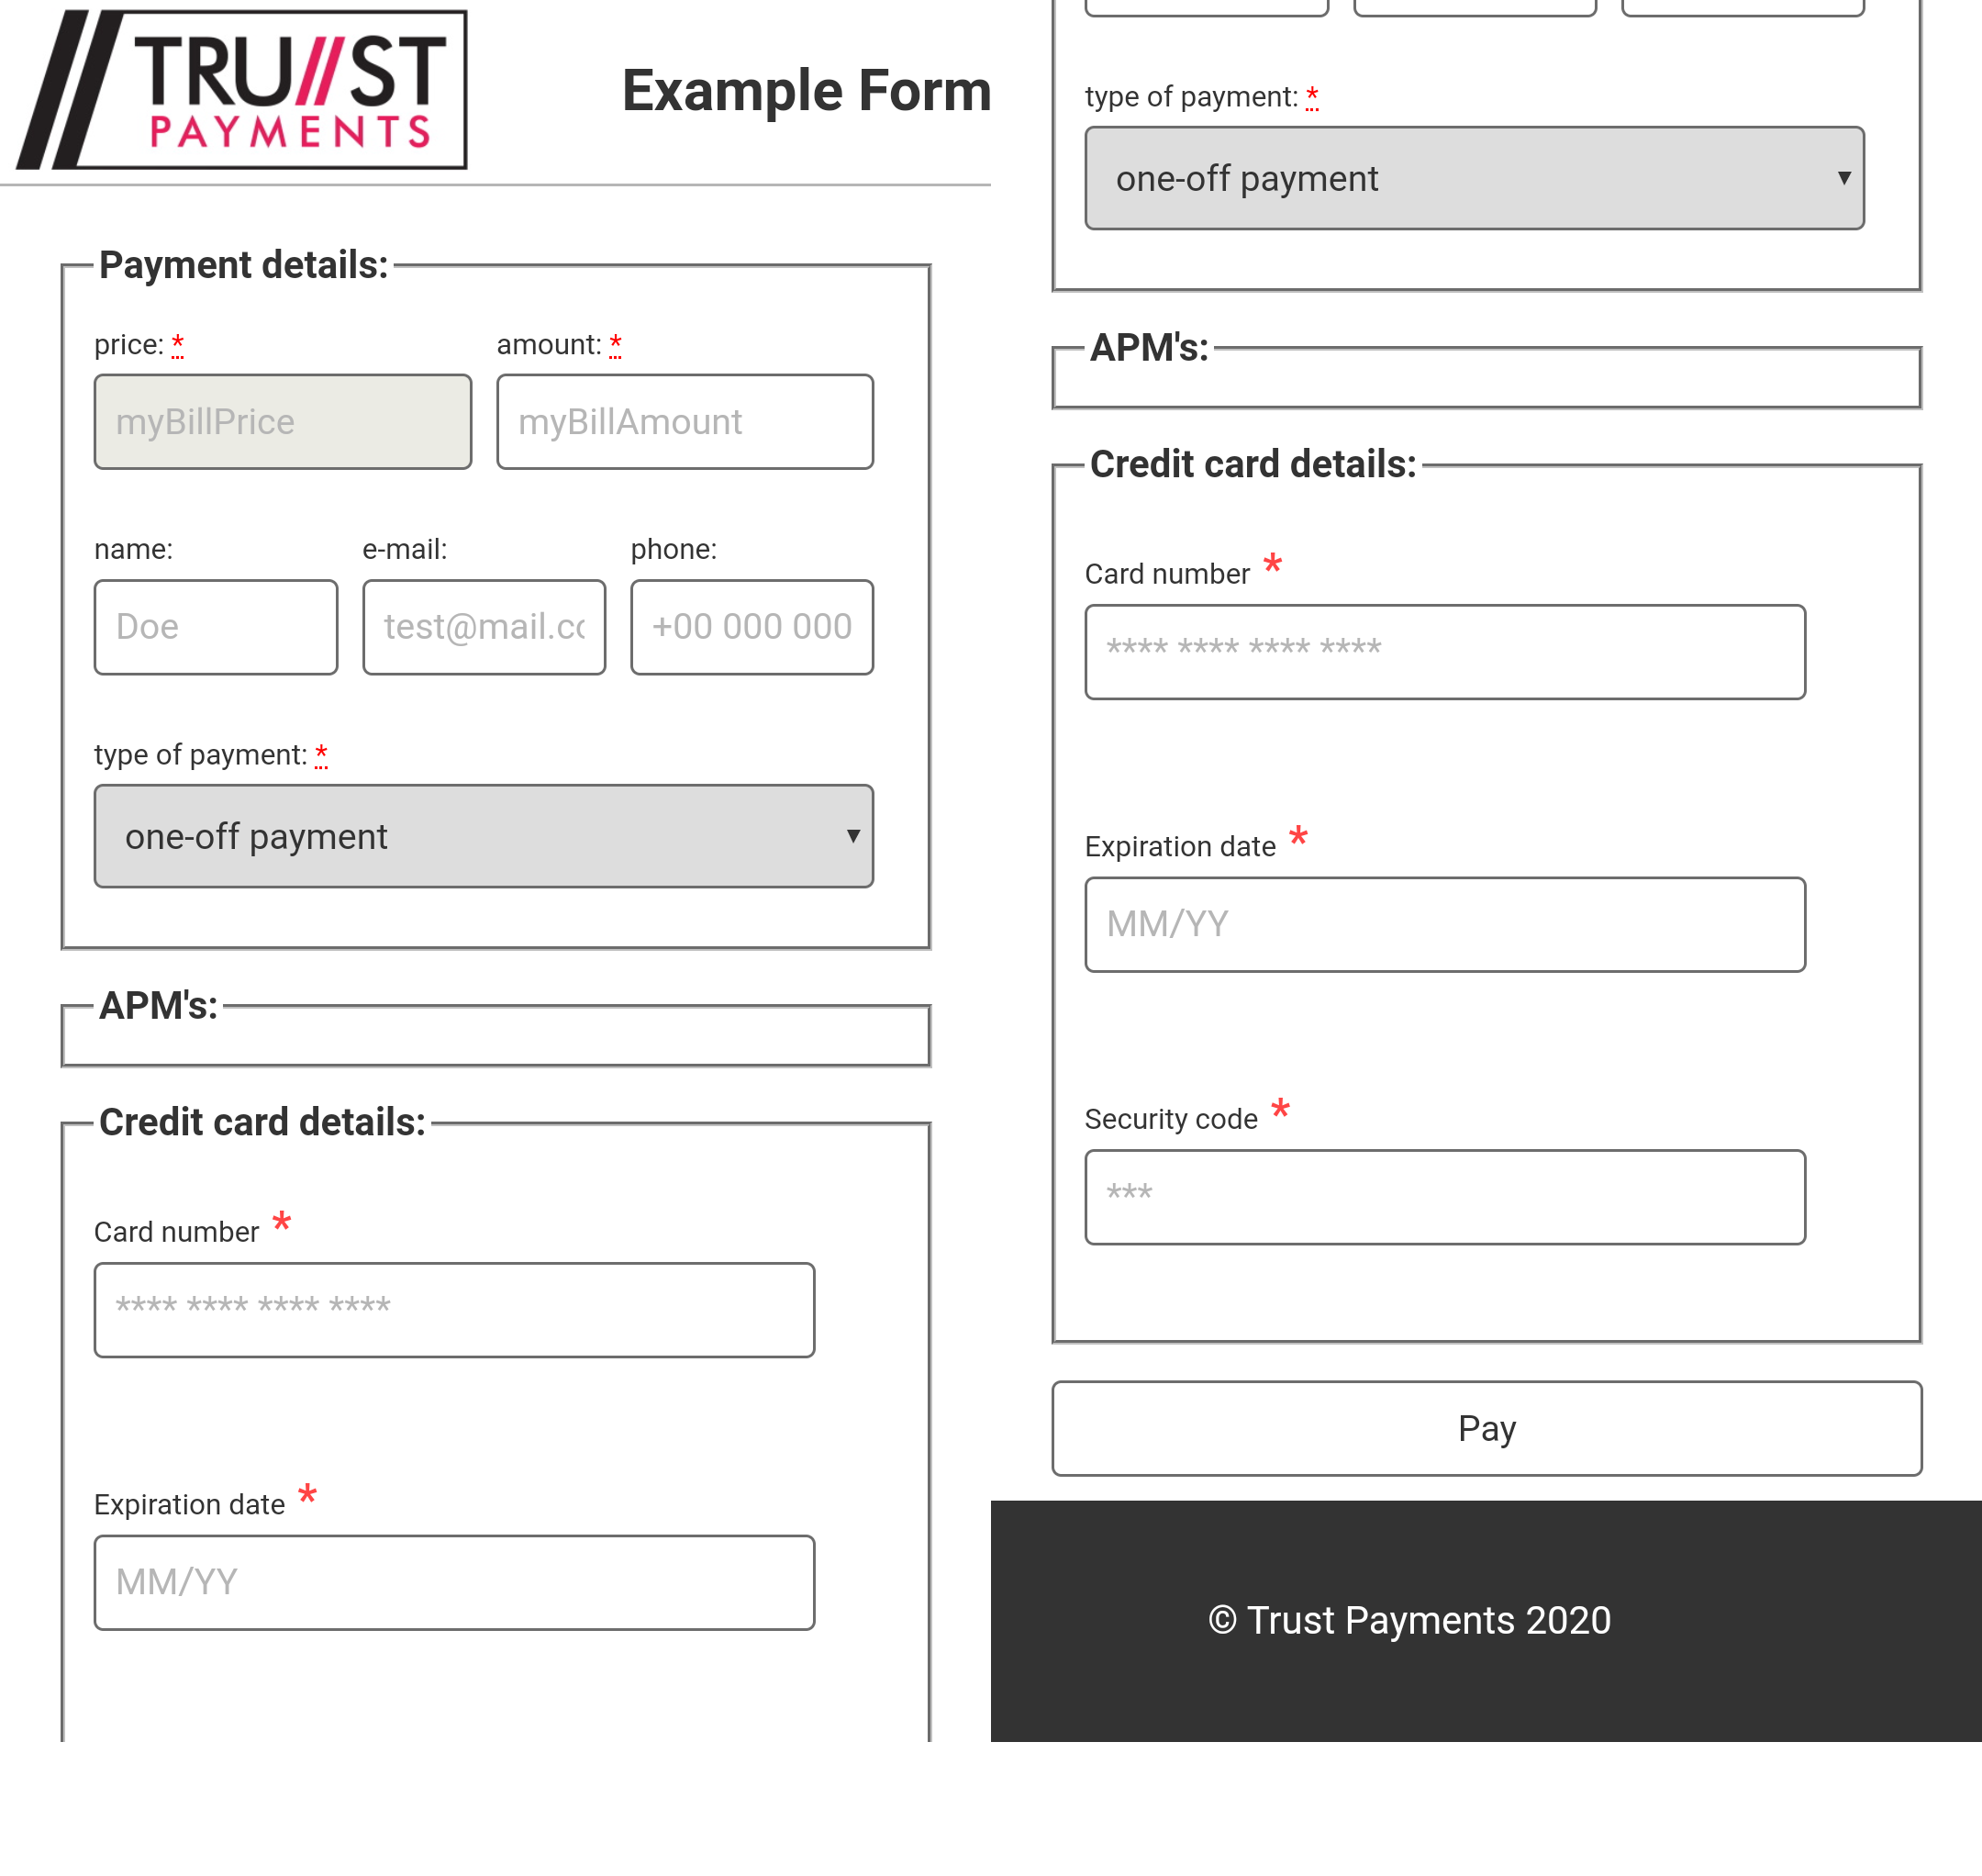 TRU//ST
PAYMENTS
Example Form
Payment details:
price: *
amount: *
myBillPrice
myBillAmount
name:
e-mail:
phone:
Doe
test@mail.co
+00 000 000
type of payment: *
one-off payment
APM's:
Credit card details:
Card number *
**** **** **** ****
Expiration date *
MM/YY
type of payment: *
one-off payment
APM's:
Credit card details:
Card number *
**** **** **** ****
Expiration date *
MM/YY
Security code *
***
Pay
© Trust Payments 2020